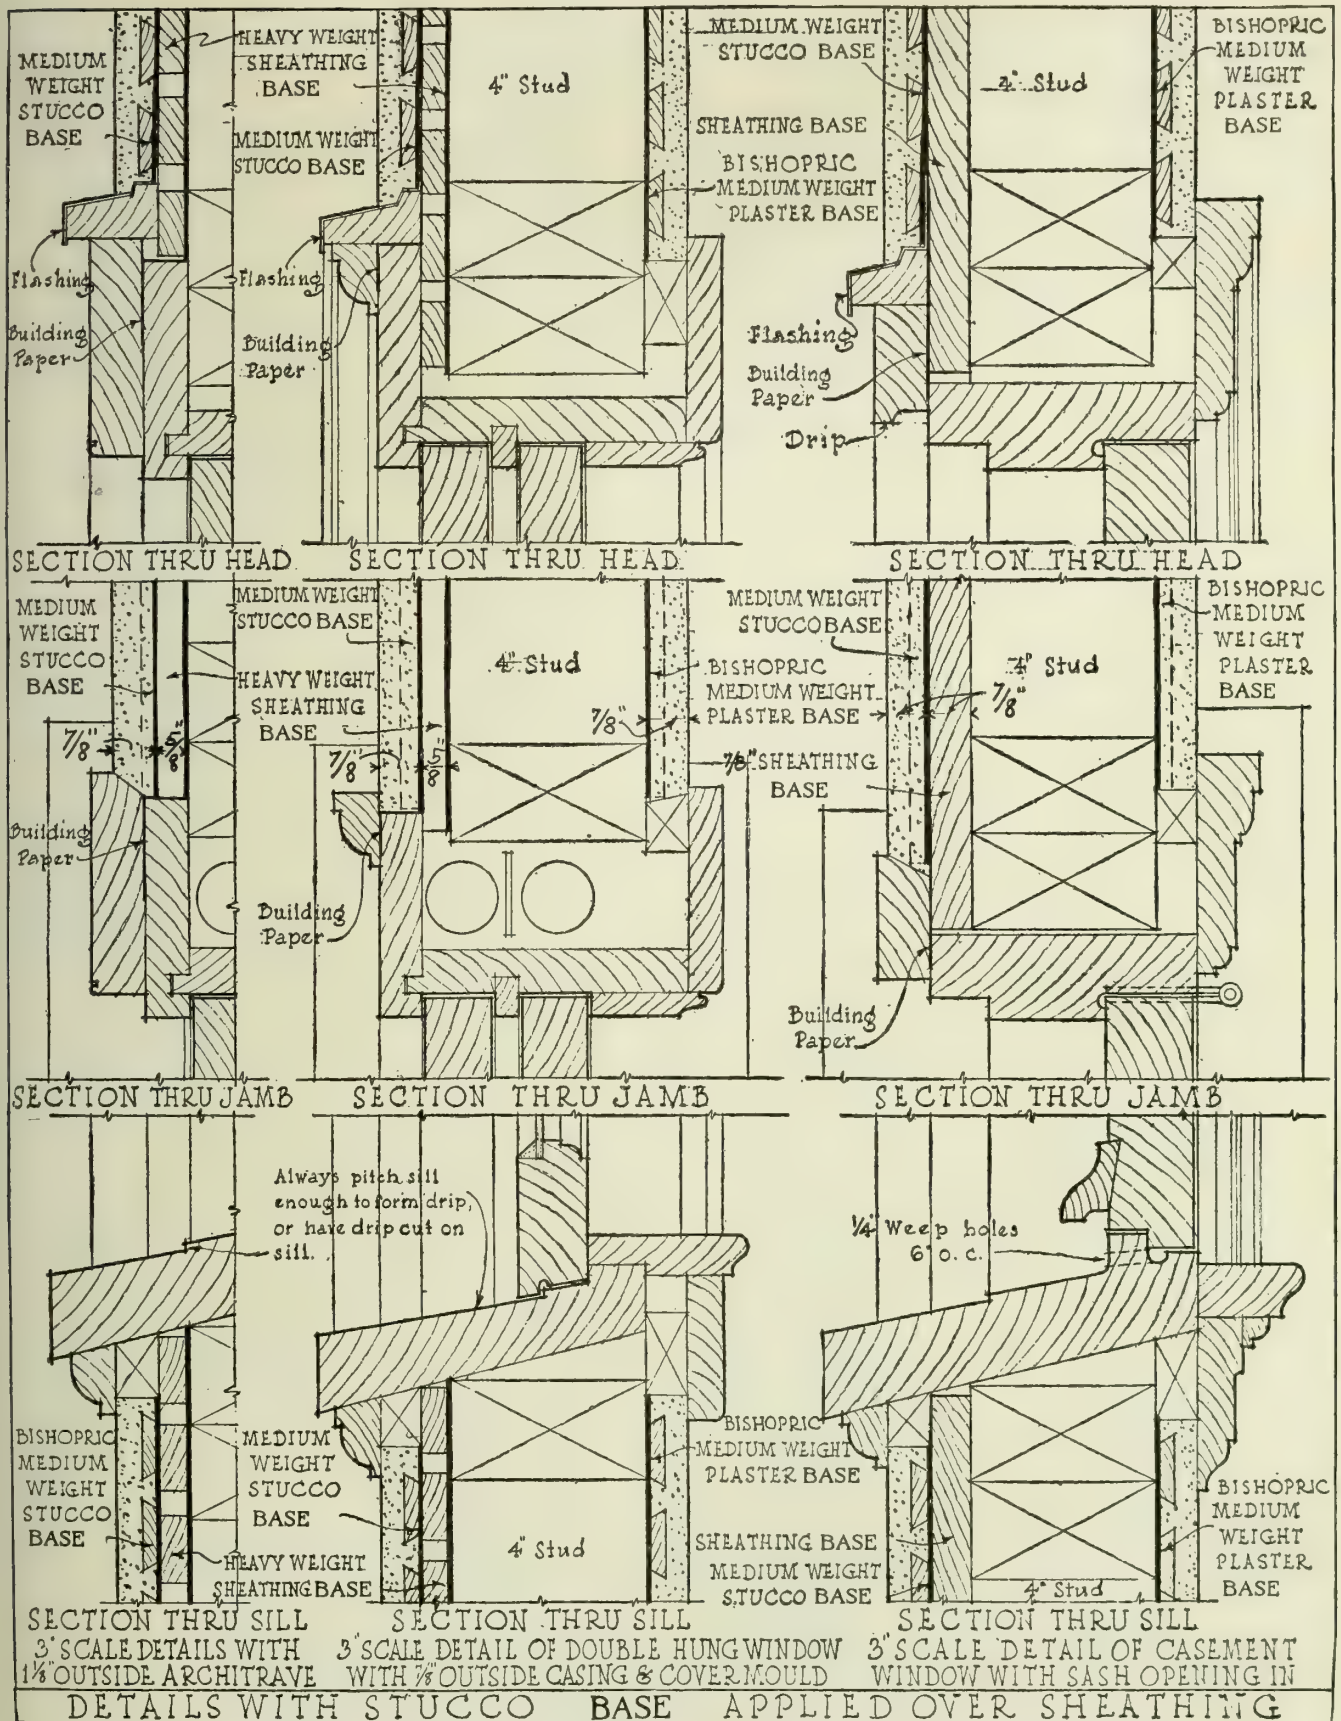 MEDIUM
WEIGHT
STUCCO
BASE
HEAVY WEIGHT
SHEATHING
BASE
MEDIUM WEIGHT
STUCCO BASE
4" Stud
MEDIUM WEIGHT
STUCCO BASE
SHEATHING BASE
BISHOPRIC
MEDIUM WEIGHT
PLASTER BASE
4" Stud
BISHOPRIC
MEDIUM
WEIGHT
PLASTER
BASE
Flashing
Building
Paper
Flashing
Building
Paper
Flashing
Building
Paper
Drip
SECTION THRU HEAD
SECTION THRU HEAD
SECTION THRU HEAD
MEDIUM
WEIGHT
STUCCO
BASE
7/8"
5/8"
Building
Paper
MEDIUM WEIGHT
STUCCO BASE
HEAVY WEIGHT
SHEATHING
BASE
7/8"
5/8"
4" Stud
7/8"
Building
Paper
BISHOPRIC
MEDIUM WEIGHT
PLASTER BASE
MEDIUM WEIGHT
STUCCO BASE
7/8" SHEATHING
BASE
7/8"
4" Stud
BISHOPRIC
MEDIUM
WEIGHT
PLASTER
BASE
Building
Paper
SECTION THRU JAMB
SECTION THRU JAMB
SECTION THRU JAMB
Always pitch sill
enough to form drip,
or have drip cut on
sill.
1/4" Weep holes
6" o.c.
BISHOPRIC
MEDIUM
WEIGHT
STUCCO
BASE
MEDIUM
WEIGHT
STUCCO
BASE
HEAVY WEIGHT
SHEATHING BASE
4" Stud
BISHOPRIC
MEDIUM WEIGHT
PLASTER BASE
SHEATHING BASE
MEDIUM WEIGHT
STUCCO BASE
4" Stud
BISHOPRIC
MEDIUM
WEIGHT
PLASTER
BASE
SECTION THRU SILL
3" SCALE DETAILS WITH
1 1/8" OUTSIDE ARCHITRAVE
SECTION THRU SILL
3" SCALE DETAIL OF DOUBLE HUNG WINDOW
WITH 7/8" OUTSIDE CASING & COVER MOULD
SECTION THRU SILL
3" SCALE DETAIL OF CASEMENT
WINDOW WITH SASH OPENING IN
DETAILS WITH STUCCO BASE APPLIED OVER SHEATHING